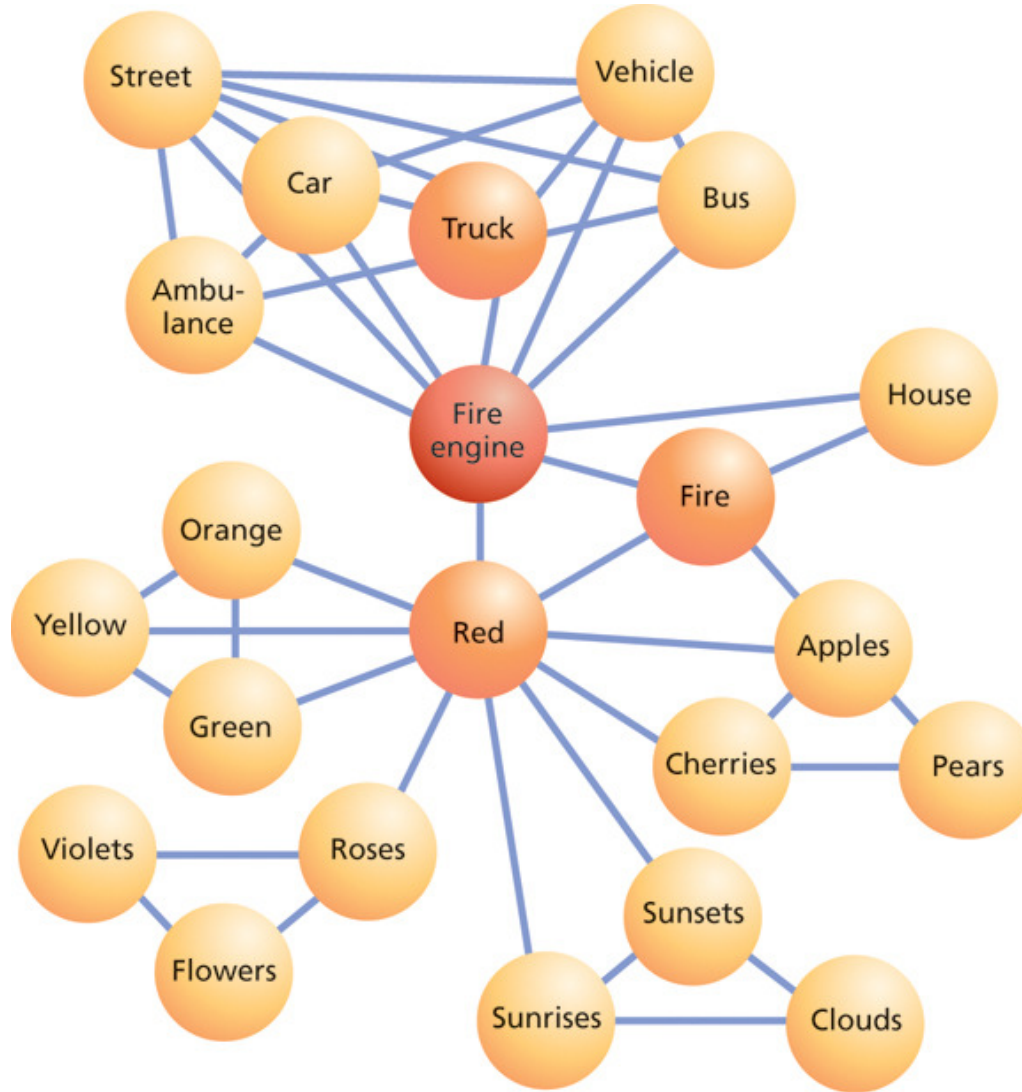 Street
Vehicle
Car
Bus
Truck
Ambu-
lance
House
Fire
engine
Fire
Orange
Yellow
Red
Apples
Green
Cherries
Pears
Violets
Roses
Sunsets
Flowers
Sunrises
Clouds